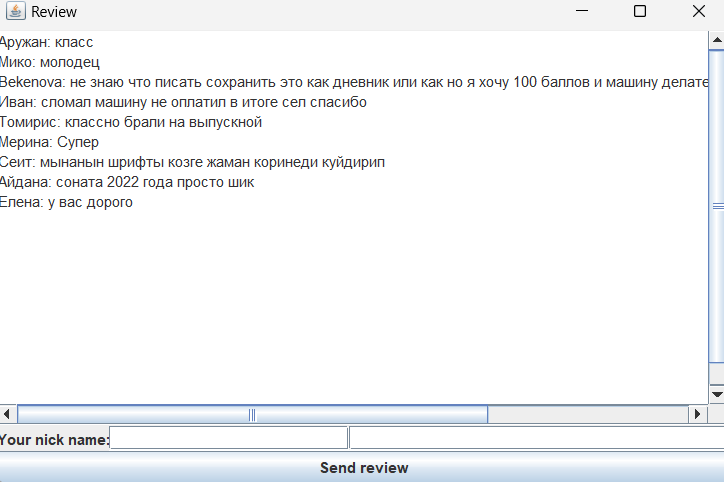 Review
Аружан: класс
Мико: молодец
Bekenova: не знаю что писать сохранить это как дневник или как но я хочу 100 баллов и машину делате
Иван: сломал машину не оплатил в итоге сел спасибо
Томирис: классно брали на выпускной
Мерина: Супер
Сеит: мынанын шрифты козге жаман коринеди куйдирип
Айдана: соната 2022 года просто шик
Елена: у вас дорого
Your nick name:
Send review